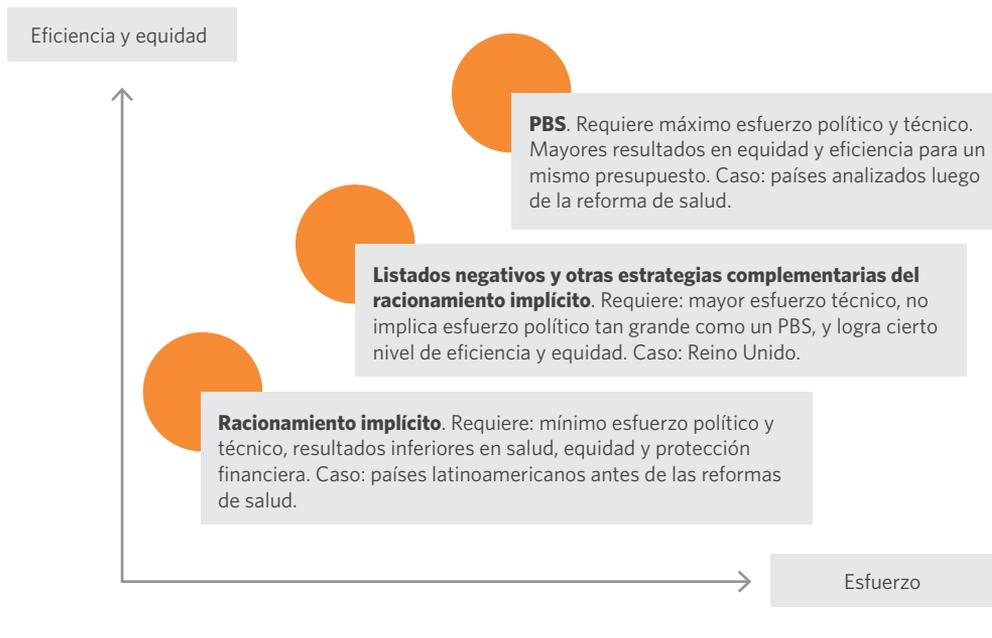 Eficiencia y equidad
PBS. Requiere máximo esfuerzo político y técnico.
Mayores resultados en equidad y eficiencia para un
mismo presupuesto. Caso: países analizados luego
de la reforma de salud.
Listados negativos y otras estrategias complementarias del
racionamiento implícito. Requiere: mayor esfuerzo técnico, no
implica esfuerzo político tan grande como un PBS, y logra cierto
nivel de eficiencia y equidad. Caso: Reino Unido.
Racionamiento implícito. Requiere: mínimo esfuerzo político y
técnico, resultados inferiores en salud, equidad y protección
financiera. Caso: países latinoamericanos antes de las reformas
de salud.
Esfuerzo